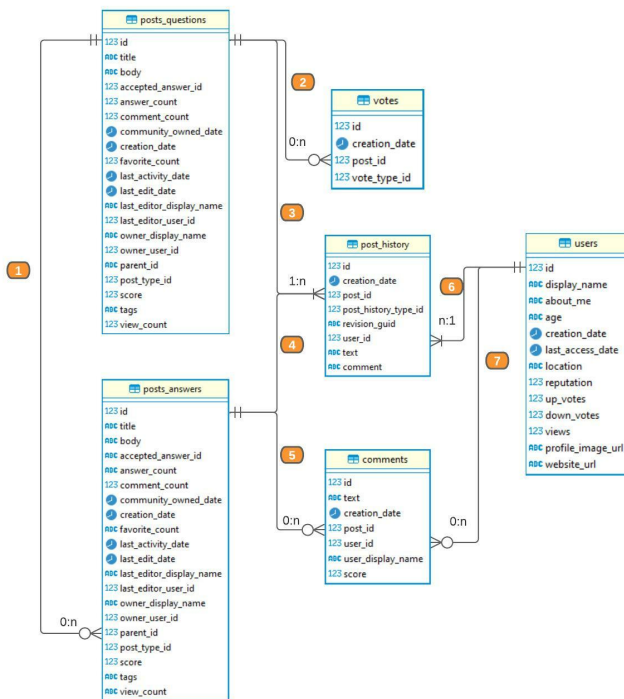 posts_questions
123 id
ABC title
ABC body
123 accepted_answer_id
123 answer_count
123 comment_count
community_owned_date
creation_date
123 favorite_count
last_activity_date
last_edit_date
ABC last_editor_display_name
123 last_editor_user_id
ABC owner_display_name
123 owner_user_id
ABC parent_id
123 post_type_id
123 score
ABC tags
123 view_count
1
2
0:n
votes
123 id
creation_date
123 post_id
123 vote_type_id
3
1:n
4
post_history
123 id
creation_date
123 post_id
123 post_history_type_id
ABC revision_guid
123 user_id
ABC text
ABC comment
6
n:1
7
0:n
users
123 id
ABC display_name
ABC about_me
ABC age
creation_date
last_access_date
ABC location
123 reputation
123 up_votes
123 down_votes
123 views
ABC profile_image_url
ABC website_url
posts_answers
123 id
ABC title
ABC body
ABC accepted_answer_id
ABC answer_count
123 comment_count
community_owned_date
creation_date
ABC favorite_count
last_activity_date
last_edit_date
ABC last_editor_display_name
123 last_editor_user_id
ABC owner_display_name
123 owner_user_id
123 parent_id
123 post_type_id
123 score
ABC tags
ABC view_count
0:n
5
0:n
comments
123 id
ABC text
creation_date
123 post_id
123 user_id
ABC user_display_name
123 score